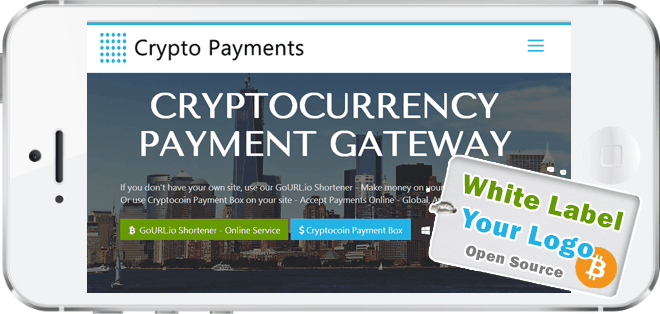 Crypto Payments
CRYPTOCURRENCY
PAYMENT GATEWAY
If you don't have your own site, use our GoURL.io Shortener - Make money on your
Or use Cryptocoin Payment Box on your site - Accept Payments Online - Global,
GoURL.io Shortener - Online Service
$ Cryptocoin Payment Box
White Label
Your Logo
Open Source